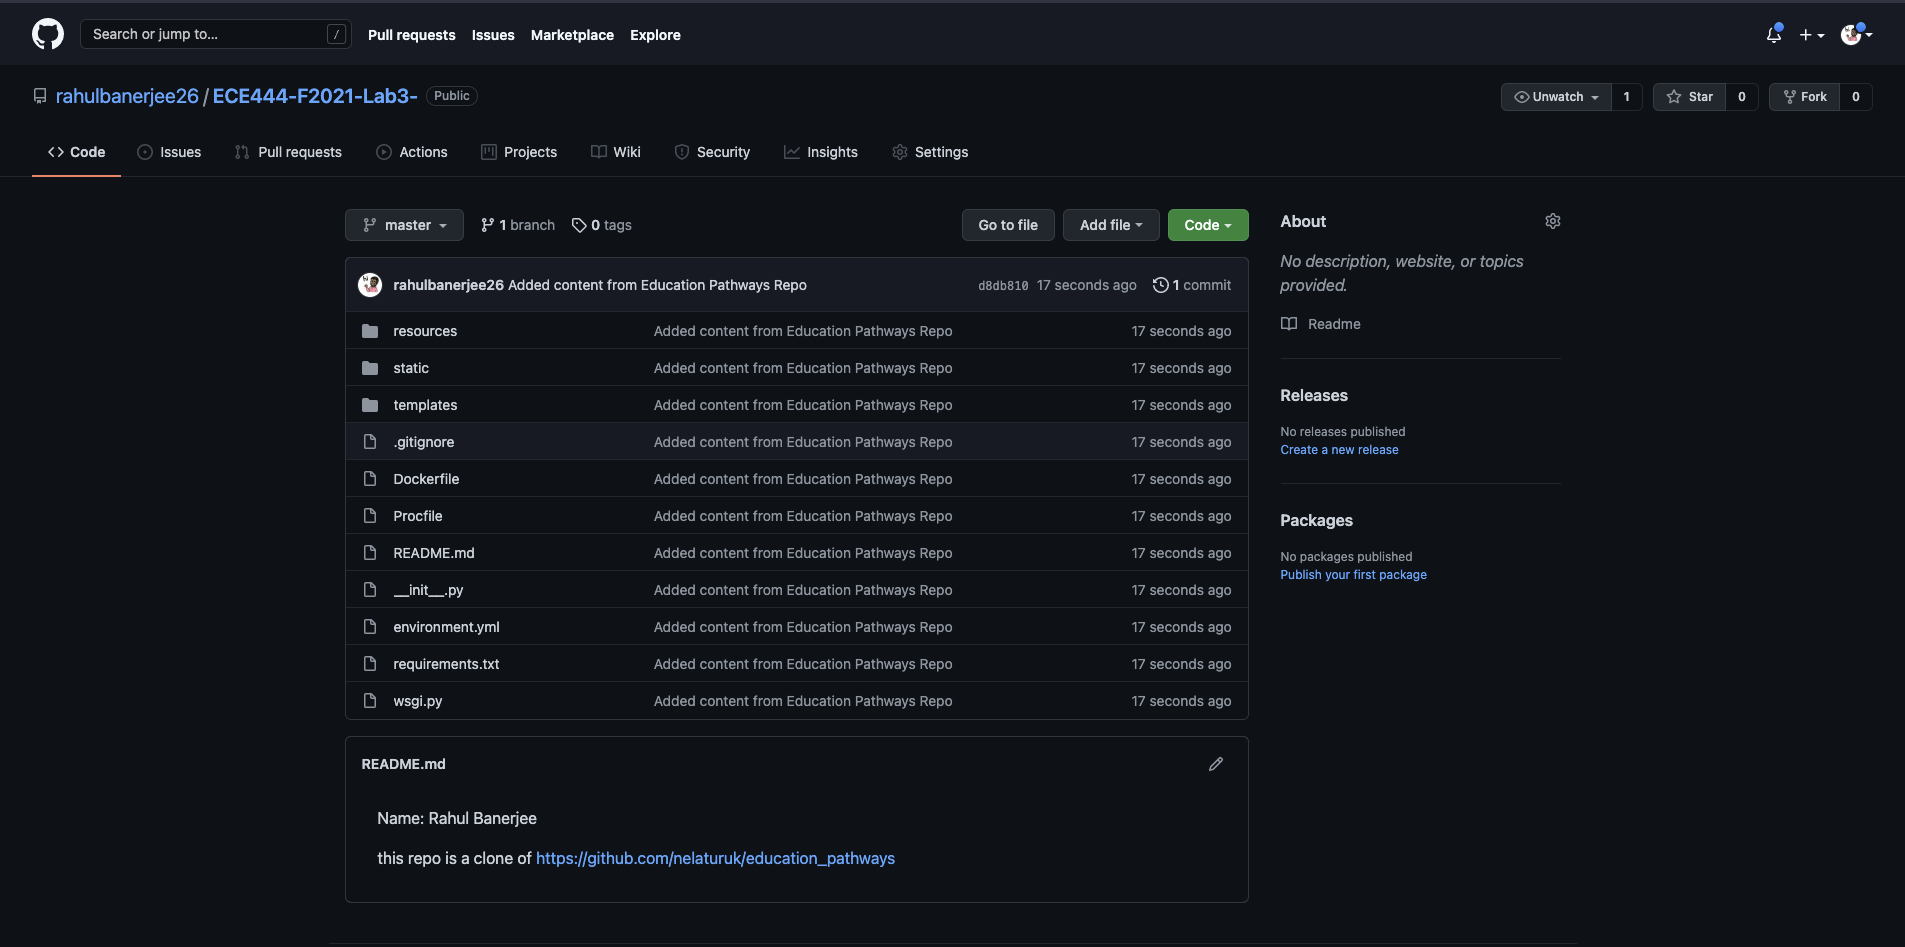 Search or jump to... /
Pull requests Issues Marketplace Explore
rahulbanerjee26 / ECE444-F2021-Lab3- Public
Unwatch 1 Star 0 Fork 0
Code Issues Pull requests Actions Projects Wiki Security Insights Settings
master 1 branch 0 tags Go to file Add file Code
rahulbanerjee26 Added content from Education Pathways Repo d8db810 17 seconds ago 1 commit
resources Added content from Education Pathways Repo 17 seconds ago
static Added content from Education Pathways Repo 17 seconds ago
templates Added content from Education Pathways Repo 17 seconds ago
.gitignore Added content from Education Pathways Repo 17 seconds ago
Dockerfile Added content from Education Pathways Repo 17 seconds ago
Procfile Added content from Education Pathways Repo 17 seconds ago
README.md Added content from Education Pathways Repo 17 seconds ago
__init__.py Added content from Education Pathways Repo 17 seconds ago
environment.yml Added content from Education Pathways Repo 17 seconds ago
requirements.txt Added content from Education Pathways Repo 17 seconds ago
wsgi.py Added content from Education Pathways Repo 17 seconds ago
README.md
Name: Rahul Banerjee
this repo is a clone of https://github.com/nelaturuk/education_pathways
About
No description, website, or topics
provided.
Readme
Releases
No releases published
Create a new release
Packages
No packages published
Publish your first package